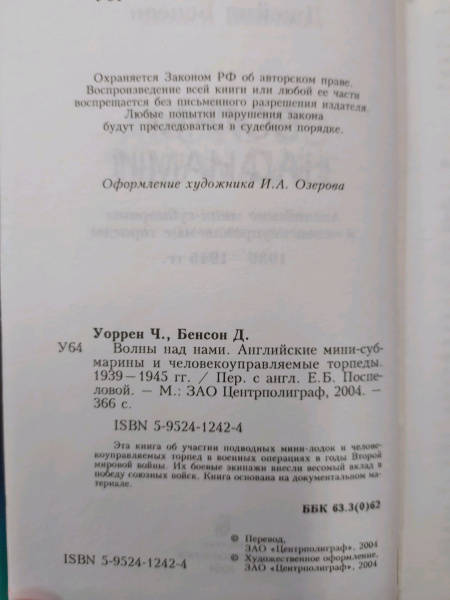 Охраняется Законом РФ об авторском праве.
Воспроизведение всей книги или любой ее части
воспрещается без письменного разрешения издателя.
Любые попытки нарушения закона
будут преследоваться в судебном порядке.
Оформление художника И.А. Озерова
Уоррен Ч., Бенсон Д.
У64 Волны над нами. Английские мини-суб-
марины и человекоуправляемые торпеды.
1939—1945 гг. / Пер. с англ. Е.Б. Поспе-
ловой. — М.: ЗАО Центрполиграф, 2004. —
366 с.
ISBN 5-9524-1242-4
Эта книга об участии подводных мини-лодок и челове-
коуправляемых торпед в военных операциях в годы Второй
мировой войны. Их боевые экипажи внесли весомый вклад в
победу союзных войск. Книга основана на документальном ма-
териале.
ББК 63.3(0)62
© Перевод,
ЗАО «Центрполиграф», 2004
© Художественное оформление,
ЗАО «Центрполиграф», 2004
ISBN 5-9524-1242-4